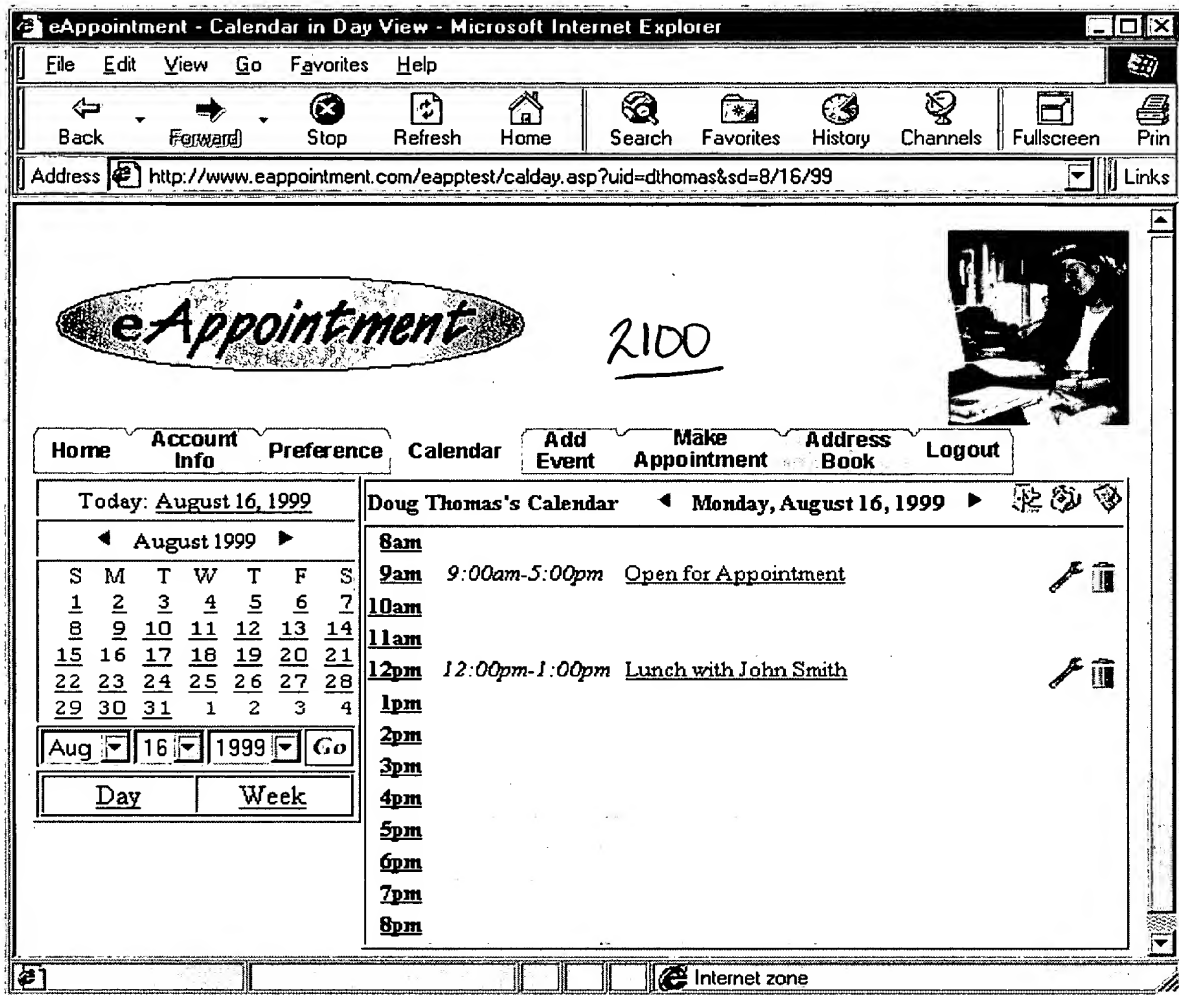 eAppointment - Calendar in Day View - Microsoft Internet Explorer
File Edit View Go Favorites Help
Back Forward Stop Refresh Home Search Favorites History Channels Fullscreen Prin
Address http://www.eappointment.com/eapptest/calday.asp?uid=dthomas&sd=8/16/99 Links
eAppointment
2100
Home Account Info Preference Calendar Add Event Make Appointment Address Book Logout
Today: August 16, 1999
August 1999
S M T W T F S
1 2 3 4 5 6 7
8 9 10 11 12 13 14
15 16 17 18 19 20 21
22 23 24 25 26 27 28
29 30 31 1 2 3 4
Aug 16 1999 Go
Day Week
Doug Thomas's Calendar Monday, August 16, 1999
8am
9am 9:00am-5:00pm Open for Appointment
10am
11am
12pm 12:00pm-1:00pm Lunch with John Smith
1pm
2pm
3pm
4pm
5pm
6pm
7pm
8pm
Internet zone